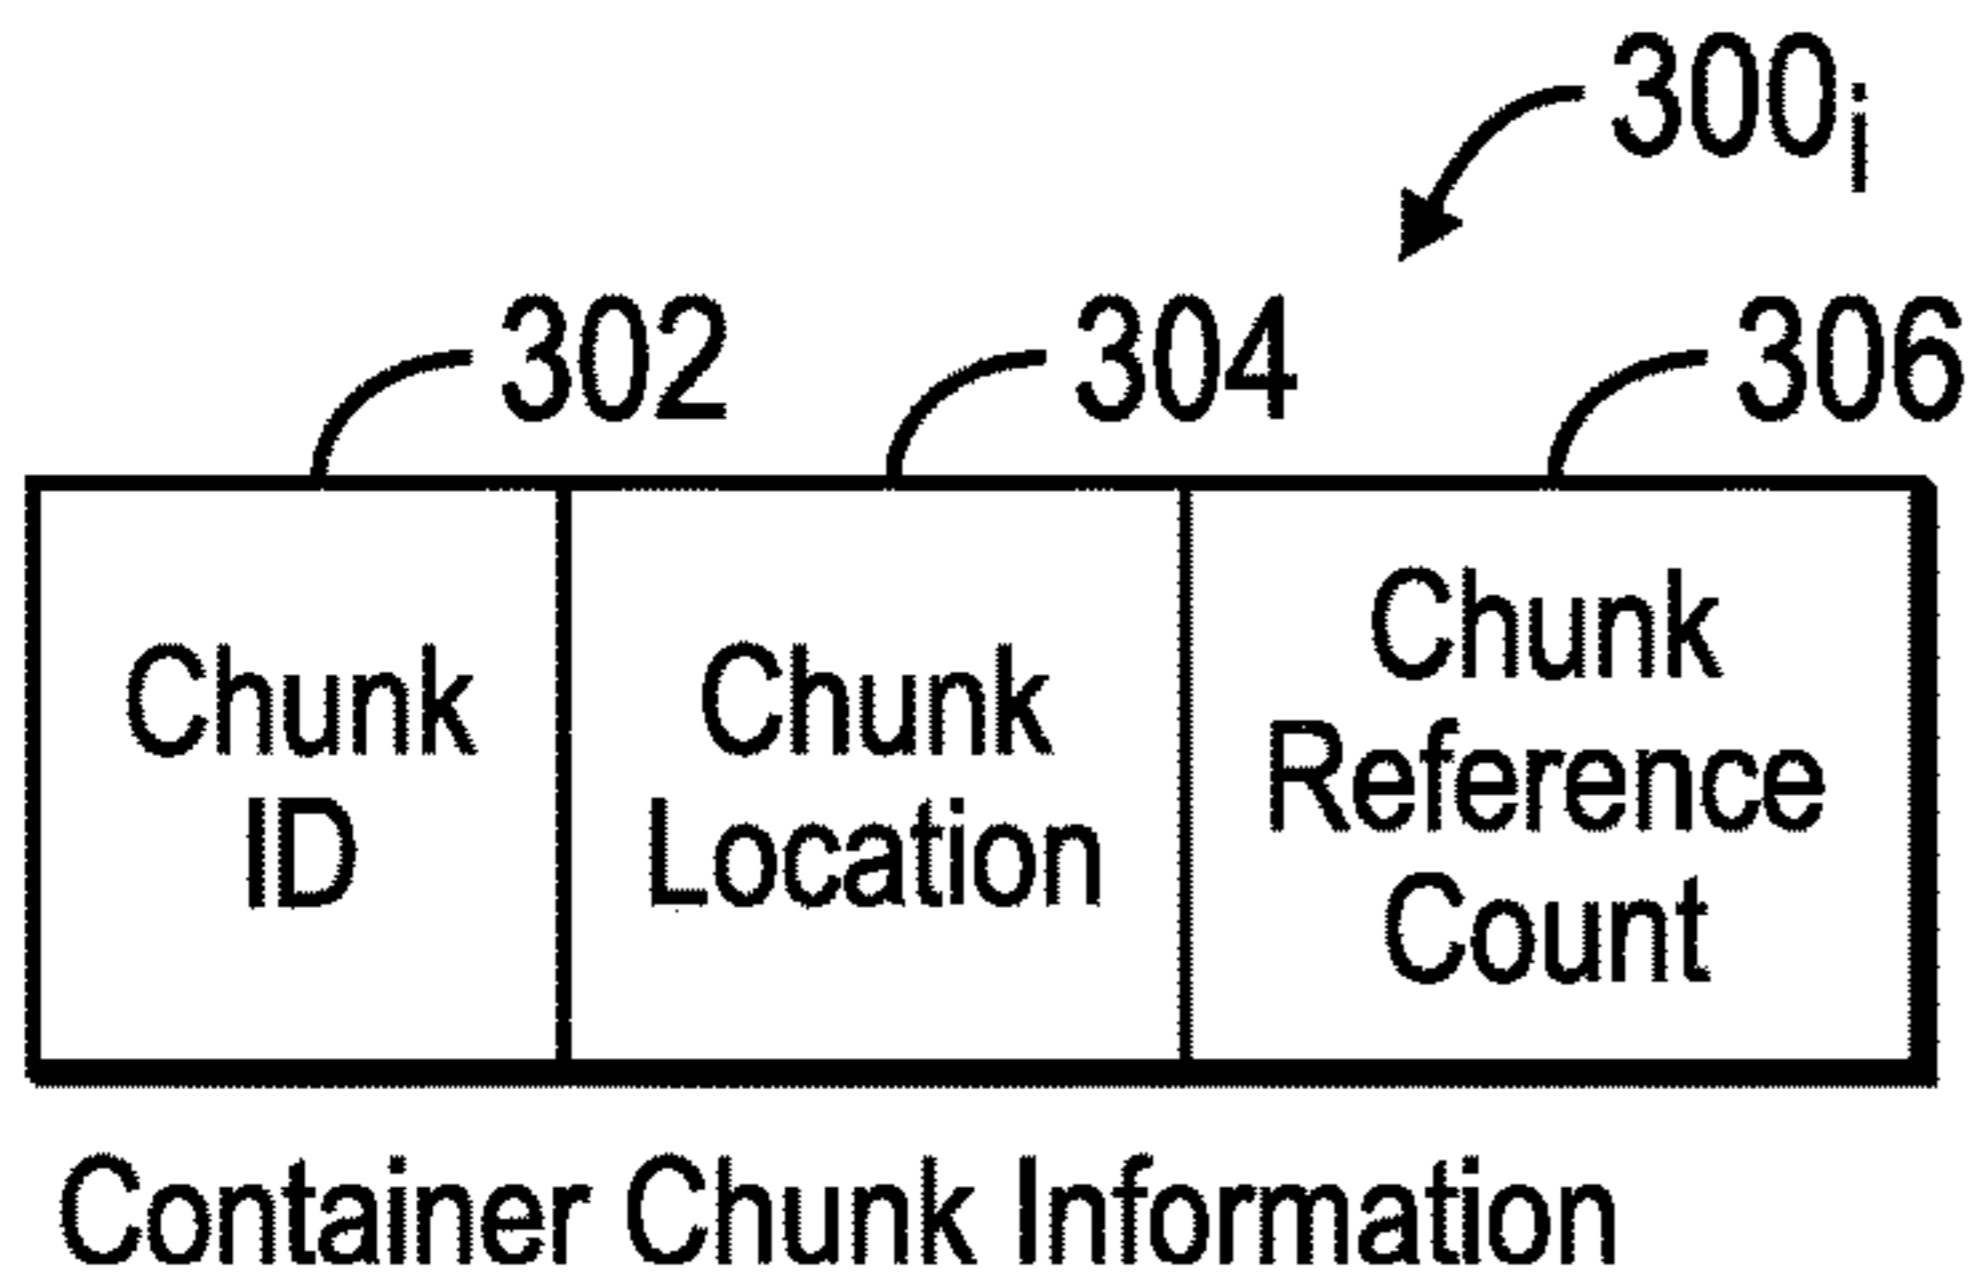 300i
302
304
306
Chunk
ID
Chunk
Location
Chunk
Reference
Count
Container Chunk Information